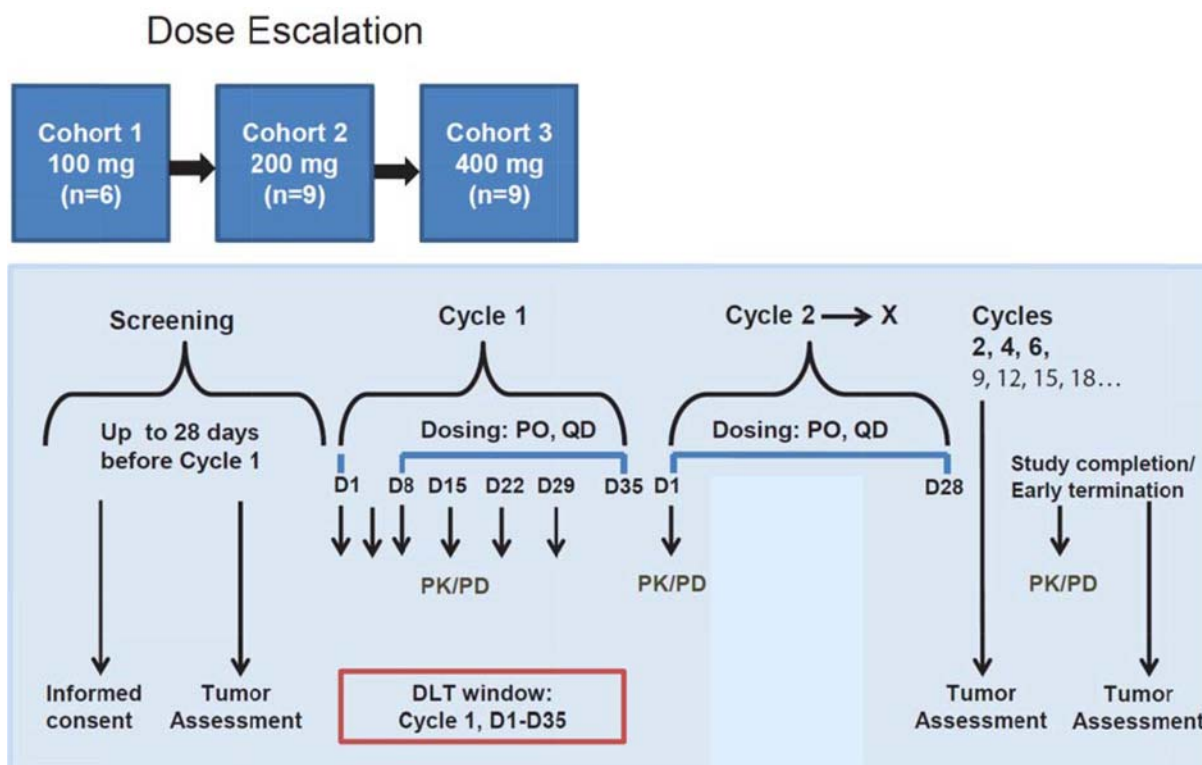 Dose Escalation
Cohort 1
100 mg
(n=6)
Cohort 2
200 mg
(n=9)
Cohort 3
400 mg
(n=9)
Screening
Up to 28 days
before Cycle 1
Informed
consent
Tumor
Assessment
Cycle 1
Dosing: PO, QD
D1 D8 D15 D22 D29 D35
PK/PD
DLT window:
Cycle 1, D1-D35
Cycle 2 → X
Dosing: PO, QD
D1 D28
PK/PD
Cycles
2, 4, 6,
9, 12, 15, 18...
Tumor
Assessment
Study completion/
Early termination
PK/PD
Tumor
Assessment